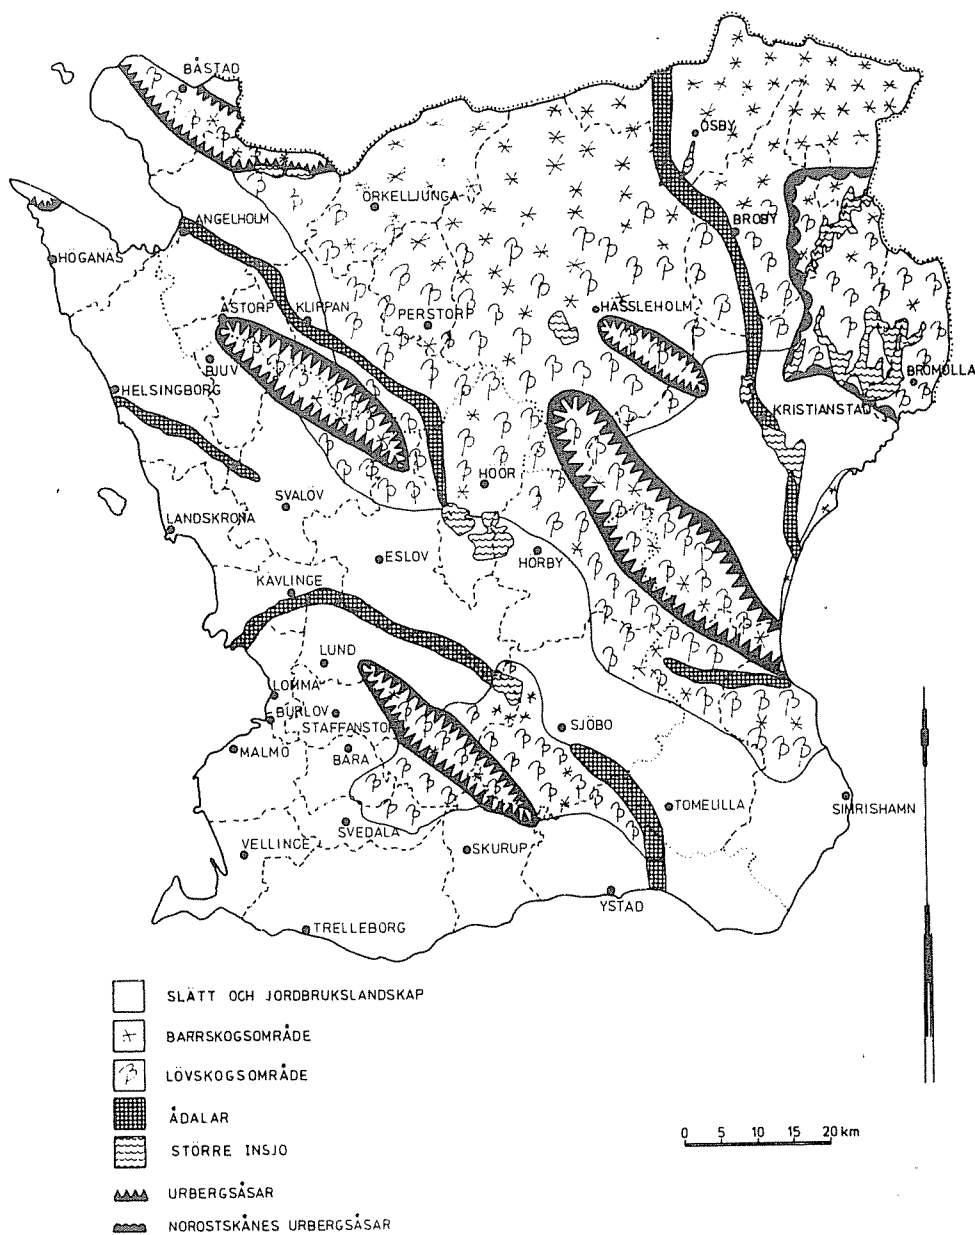 BÅSTAD
OSBY
ÖRKELLJUNGA
ÄNGELHOLM
BROBY
HÖGANÄS
ÅSTORP
KLIPPAN
PERSTORP
HÄSSLEHOLM
BJUV
HELSINGBORG
BROMÖLLA
KRISTIANSTAD
HÖÖR
SVALÖV
LANDSKRONA
ESLÖV
HÖRBY
KÄVLINGE
LUND
LOMMA
BURLÖV
STAFFANSTORP
SJÖBO
MALMÖ
BARA
TOMELILLA
SIMRISHAMN
SVEDALA
VELLINGE
SKURUP
YSTAD
TRELLEBORG
SLÄTT OCH JORDBRUKSLANDSKAP
BARRSKOGSOMRÅDE
LÖVSKOGSOMRÅDE
ÅDALAR
STÖRRE INSJÖ
0 5 10 15 20 km
URBERGSÅSAR
NOROSTSKÅNES URBERGSÅSAR